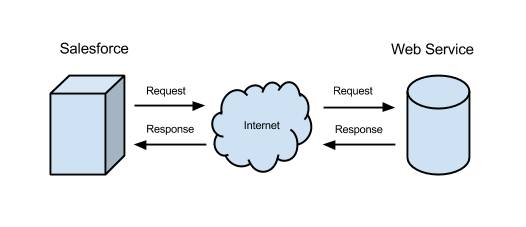 Salesforce
Web Service
Request
Request
Internet
Response
Response